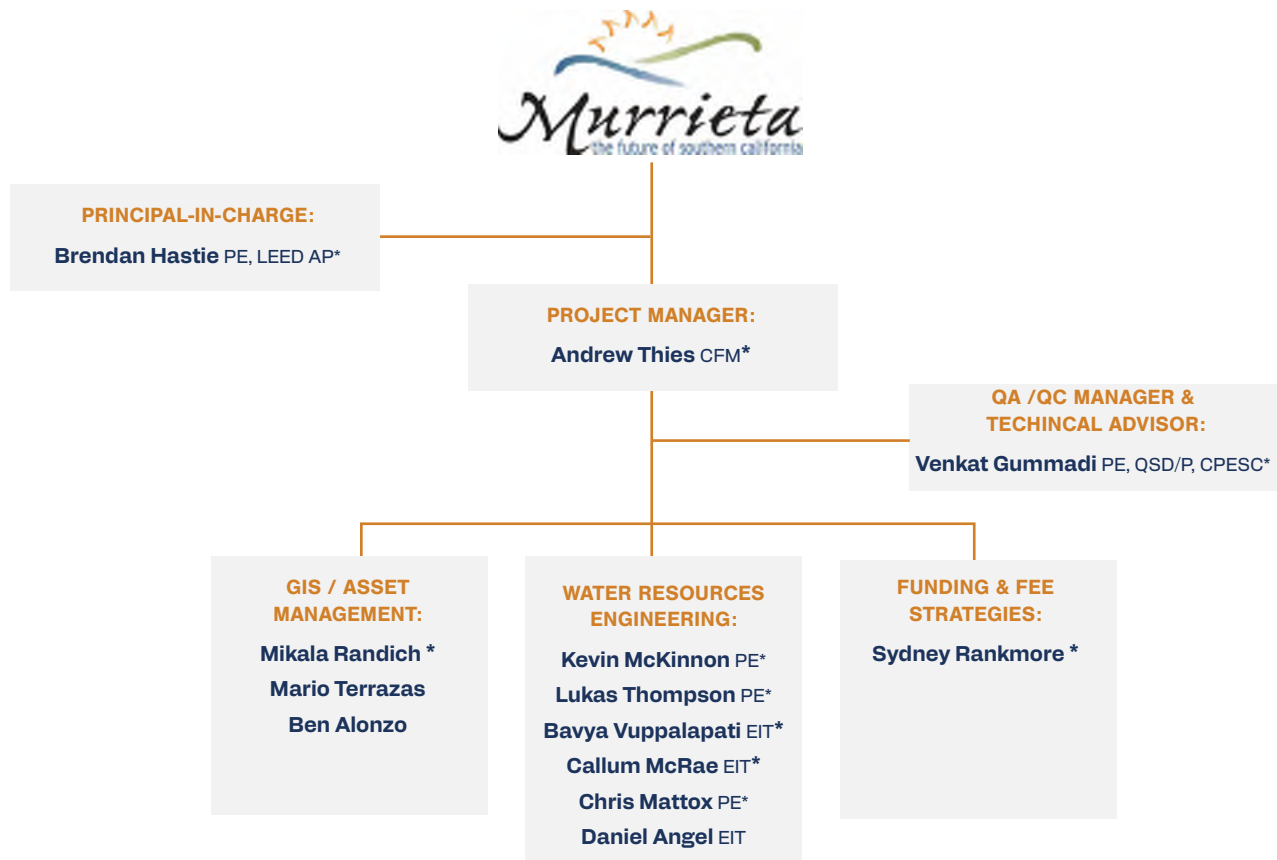 Murrieta
the future of southern california
PRINCIPAL-IN-CHARGE:
Brendan Hastie PE, LEED AP*
PROJECT MANAGER:
Andrew Thies CFM*
QA /QC MANAGER &
TECHINCAL ADVISOR:
Venkat Gummadi PE, QSD/P, CPESC*
GIS / ASSET
MANAGEMENT:
Mikala Randich *
Mario Terrazas
Ben Alonzo
WATER RESOURCES
ENGINEERING:
Kevin McKinnon PE*
Lukas Thompson PE*
Bavya Vuppalapati EIT*
Callum McRae EIT*
Chris Mattox PE*
Daniel Angel EIT
FUNDING & FEE
STRATEGIES:
Sydney Rankmore *